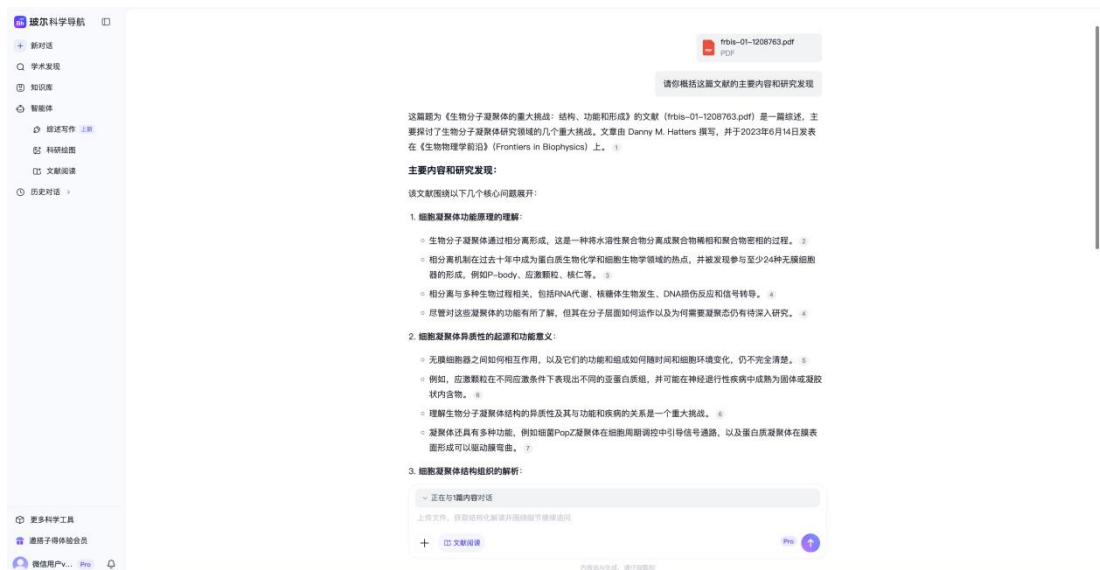 玻尔科学导航
新对话
学术发现
知识库
智能体
综述写作 上新
科研绘图
文献阅读
历史对话
frbis-01-1208763.pdf
PDF
请你概括这篇文献的主要内容和研究发现
这篇题为《生物分子凝聚体的重大挑战：结构、功能和形成》的文献（frbis-01-1208763.pdf）是一篇综述，主
要探讨了生物分子凝聚体研究领域的几个重大挑战。文章由 Danny M. Hatters 撰写，并于2023年6月14日发表
在《生物物理学前沿》（Frontiers in Biophysics）上。 1
主要内容和研究发现：
该文献围绕以下几个核心问题展开：
1. 细胞凝聚体功能原理的理解：
生物分子凝聚体通过相分离形成，这是一种将水溶性聚合物分离成聚合物稀相和聚合物密相的过程。 2
相分离机制在过去十年中成为蛋白质生物化学和细胞生物学领域的热点，并被发现参与至少24种无膜细胞
器的形成，例如P-body、应激颗粒、核仁等。 3
相分离与多种生物过程相关，包括RNA代谢、核糖体生物发生、DNA损伤反应和信号转导。 4
尽管对这些凝聚体的功能有所了解，但其在分子层面如何运作以及为何需要凝聚态仍有待深入研究。 4
2. 细胞凝聚体异质性的起源和功能意义：
无膜细胞器之间如何相互作用，以及它们的功能和组成如何随时间和细胞环境变化，仍不完全清楚。 5
例如，应激颗粒在不同应激条件下表现出不同的亚蛋白质组，并可能在神经退行性疾病中成熟为固体或凝胶
状内含物。 6
理解生物分子凝聚体结构的异质性及其与功能和疾病的关系是一个重大挑战。 6
凝聚体还具有多种功能，例如细菌PopZ凝聚体在细胞周期调控中引导信号通路，以及蛋白质凝聚体在膜表
面形成可以驱动膜弯曲。 7
3. 细胞凝聚体结构组织的解析：
正在与1篇内容对话
上传文件，获取结构化解读并围绕细节继续追问
文献阅读
Pro
更多科学工具
邀搭子得体验会员
微信用户v... Pro
内容由AI生成，请仔细甄别